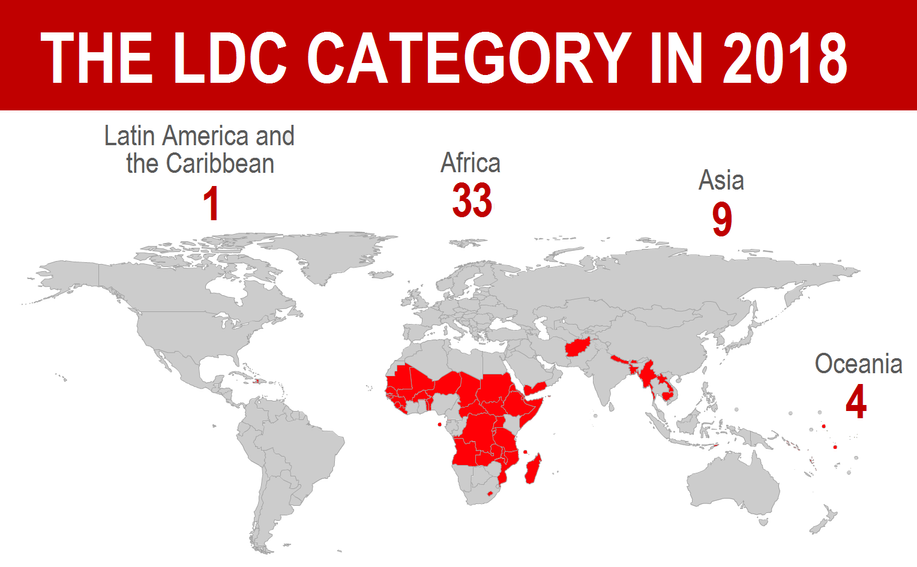 THE LDC CATEGORY IN 2018
Latin America and
the Caribbean
1
Africa
33
Asia
9
Oceania
4